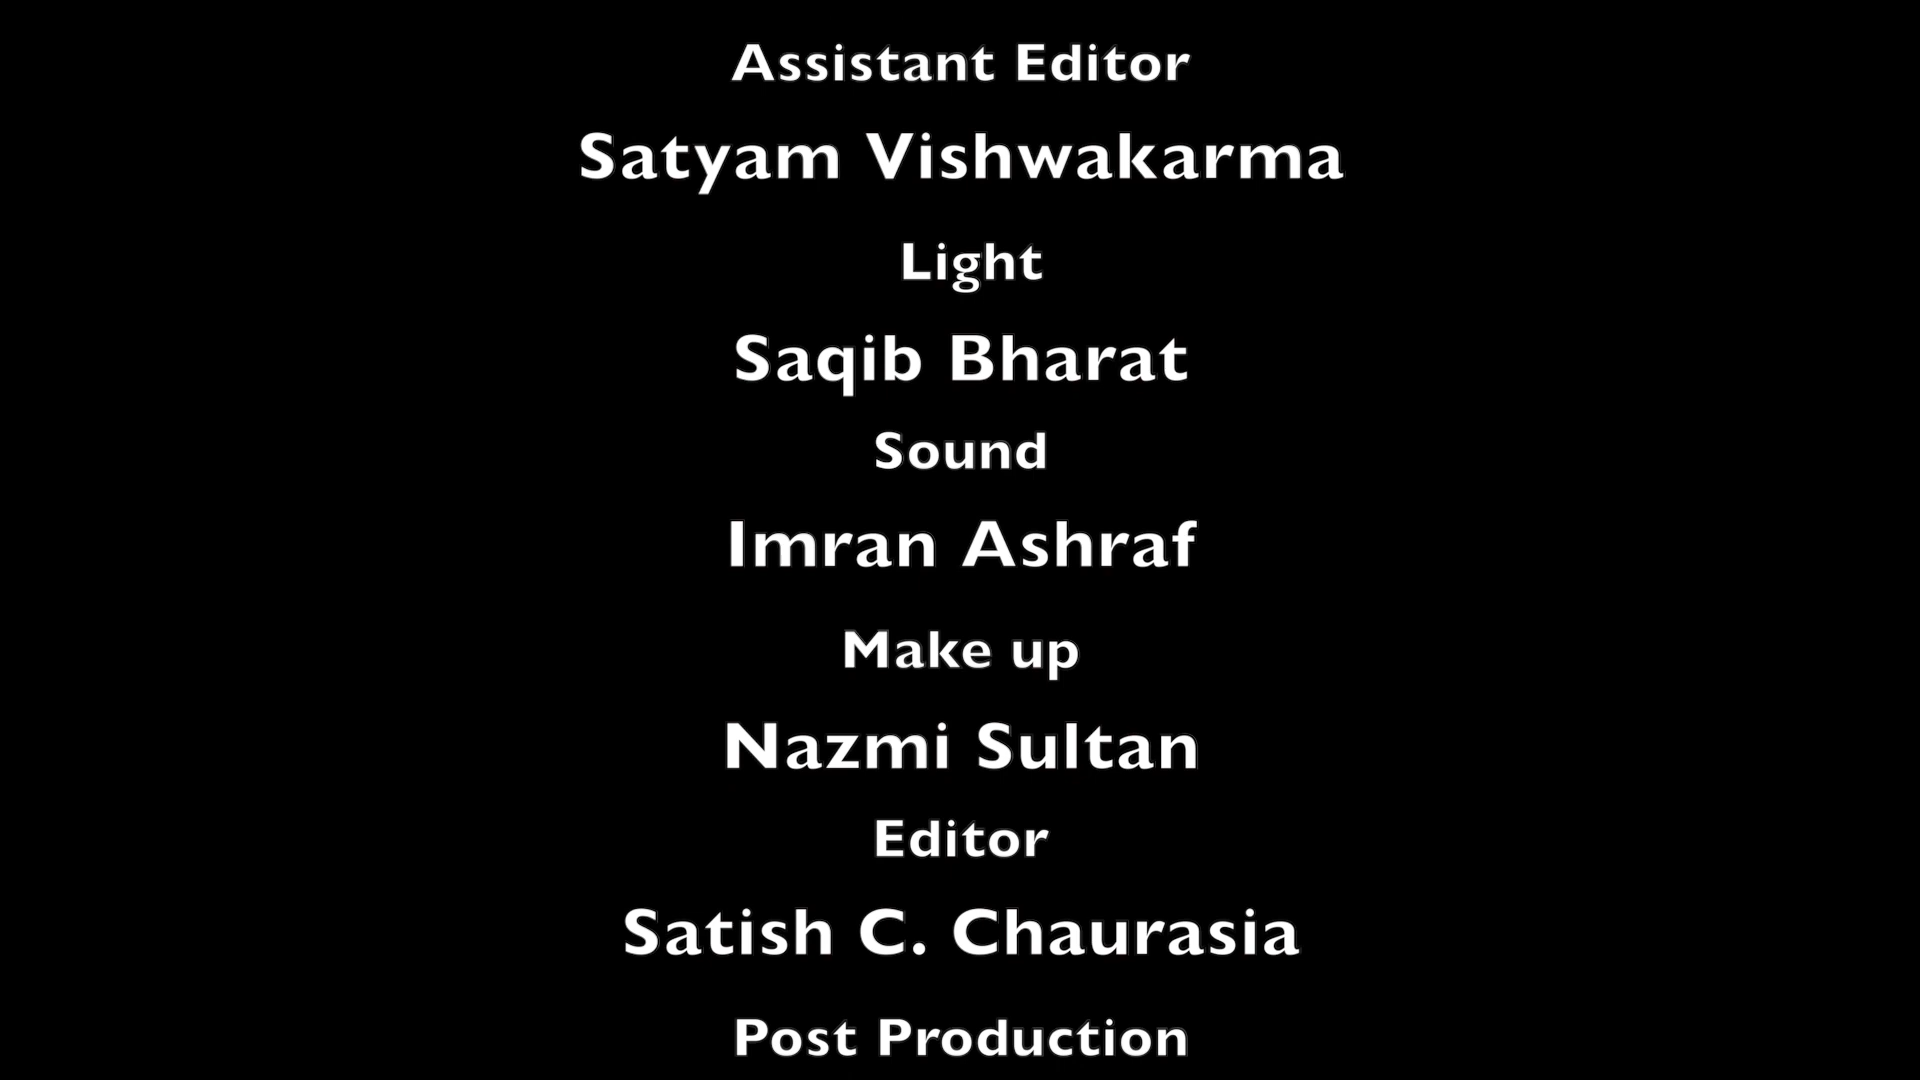 Assistant Editor
Satyam Vishwakarma
Light
Saqib Bharat
Sound
Imran Ashraf
Make up
Nazmi Sultan
Editor
Satish C. Chaurasia
Post Production